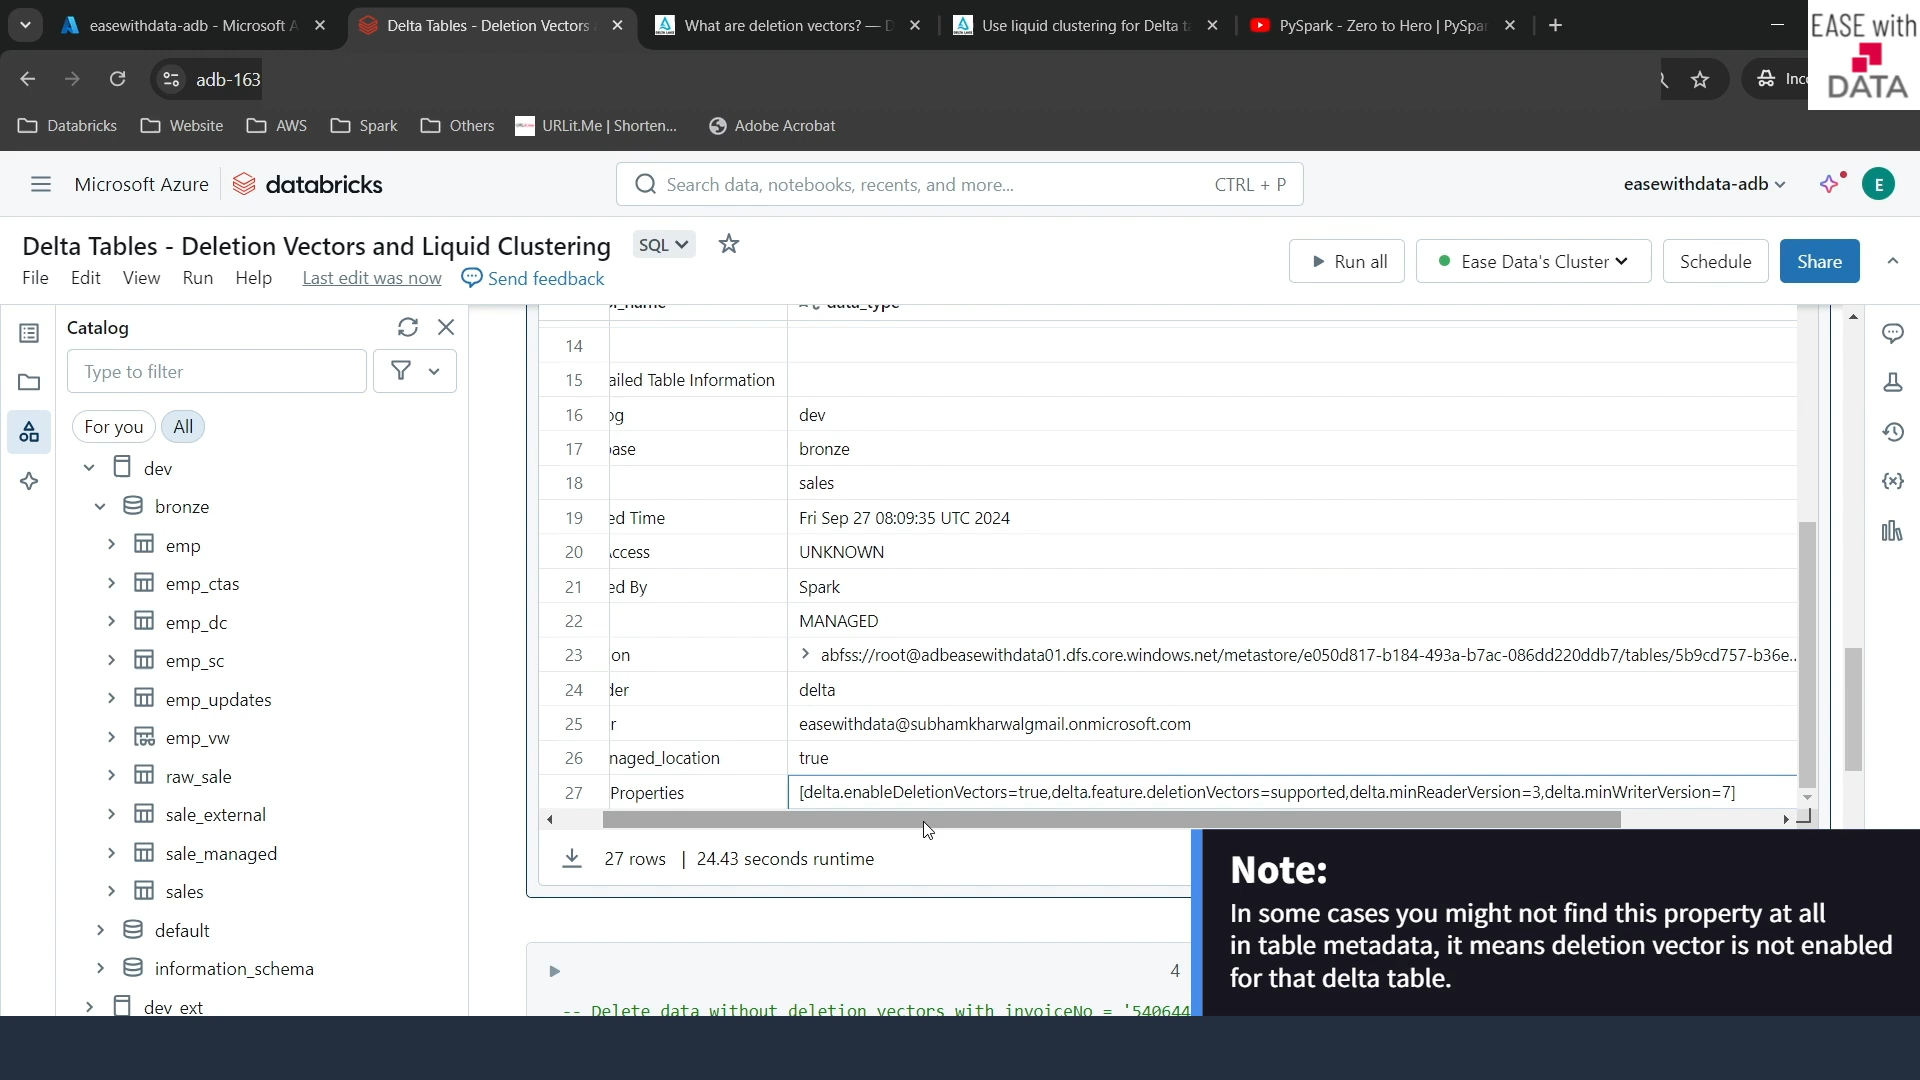 easewithdata-adb - Microsoft A
Delta Tables - Deletion Vectors
What are deletion vectors? — D
Use liquid clustering for Delta t
PySpark - Zero to Hero | PySpa
EASE with
DATA
adb-163
Databricks
Website
AWS
Spark
Others
URLit.Me | Shorten...
Adobe Acrobat
Microsoft Azure
databricks
Search data, notebooks, recents, and more...
CTRL + P
easewithdata-adb
E
Delta Tables - Deletion Vectors and Liquid Clustering
SQL
File
Edit
View
Run
Help
Last edit was now
Send feedback
Run all
Ease Data's Cluster
Schedule
Share
Catalog
Type to filter
For you
All
dev
bronze
emp
emp_ctas
emp_dc
emp_sc
emp_updates
emp_vw
raw_sale
sale_external
sale_managed
sales
default
information_schema
dev_ext
14
15 ailed Table Information
16 og dev
17 ase bronze
18 sales
19 ed Time Fri Sep 27 08:09:35 UTC 2024
20 ccess UNKNOWN
21 ed By Spark
22 MANAGED
23 on abfss://root@adbeasewithdata01.dfs.core.windows.net/metastore/e050d817-b184-493a-b7ac-086dd220ddb7/tables/5b9cd757-b36e..
24 der delta
25 r easewithdata@subhamkharwalgmail.onmicrosoft.com
26 naged_location true
27 Properties [delta.enableDeletionVectors=true,delta.feature.deletionVectors=supported,delta.minReaderVersion=3,delta.minWriterVersion=7]
27 rows | 24.43 seconds runtime
4
-- Delete data without deletion vectors with invoiceNo = '540644
Note:
In some cases you might not find this property at all
in table metadata, it means deletion vector is not enabled
for that delta table.